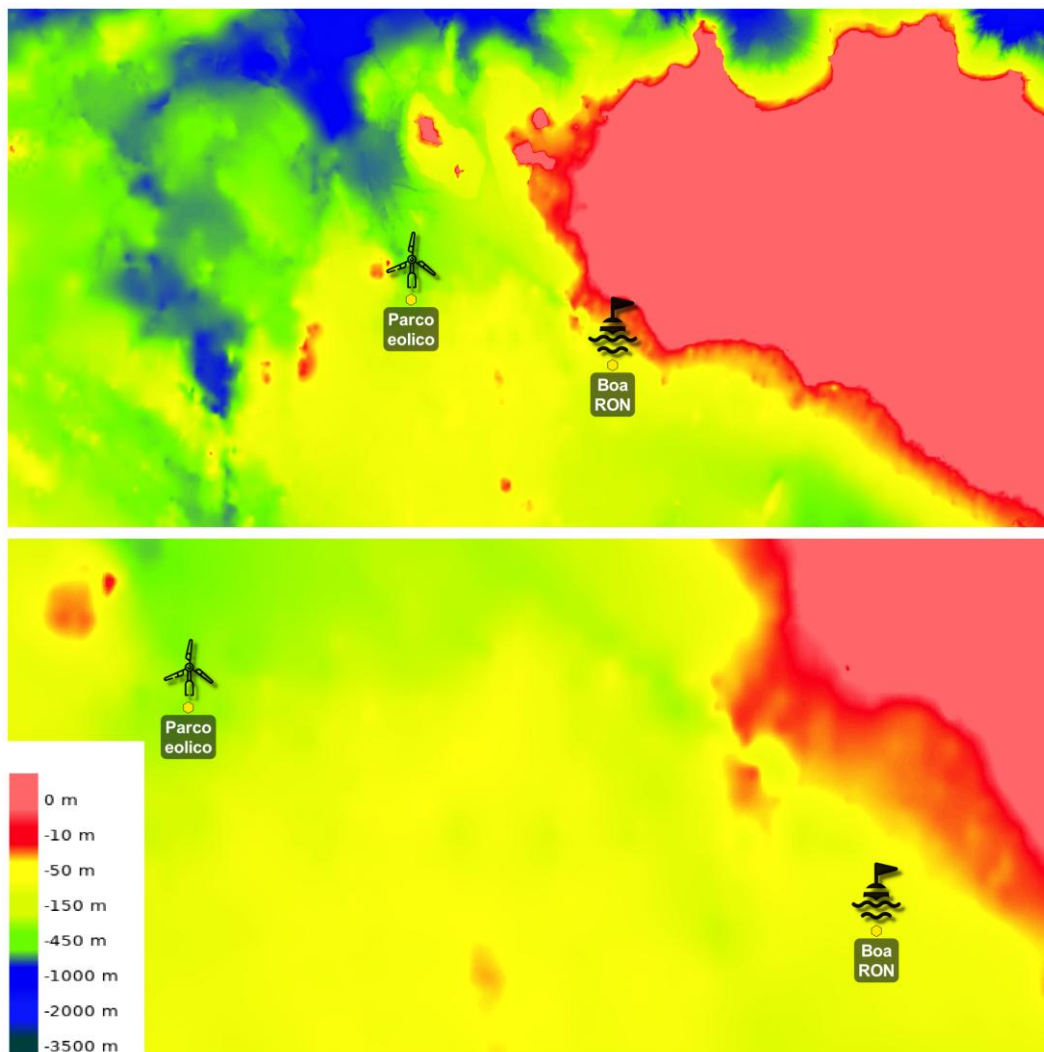 Parco
eolico
Boa
RON
Parco
eolico
Boa
RON
0 m
-10 m
-50 m
-150 m
-450 m
-1000 m
-2000 m
-3500 m